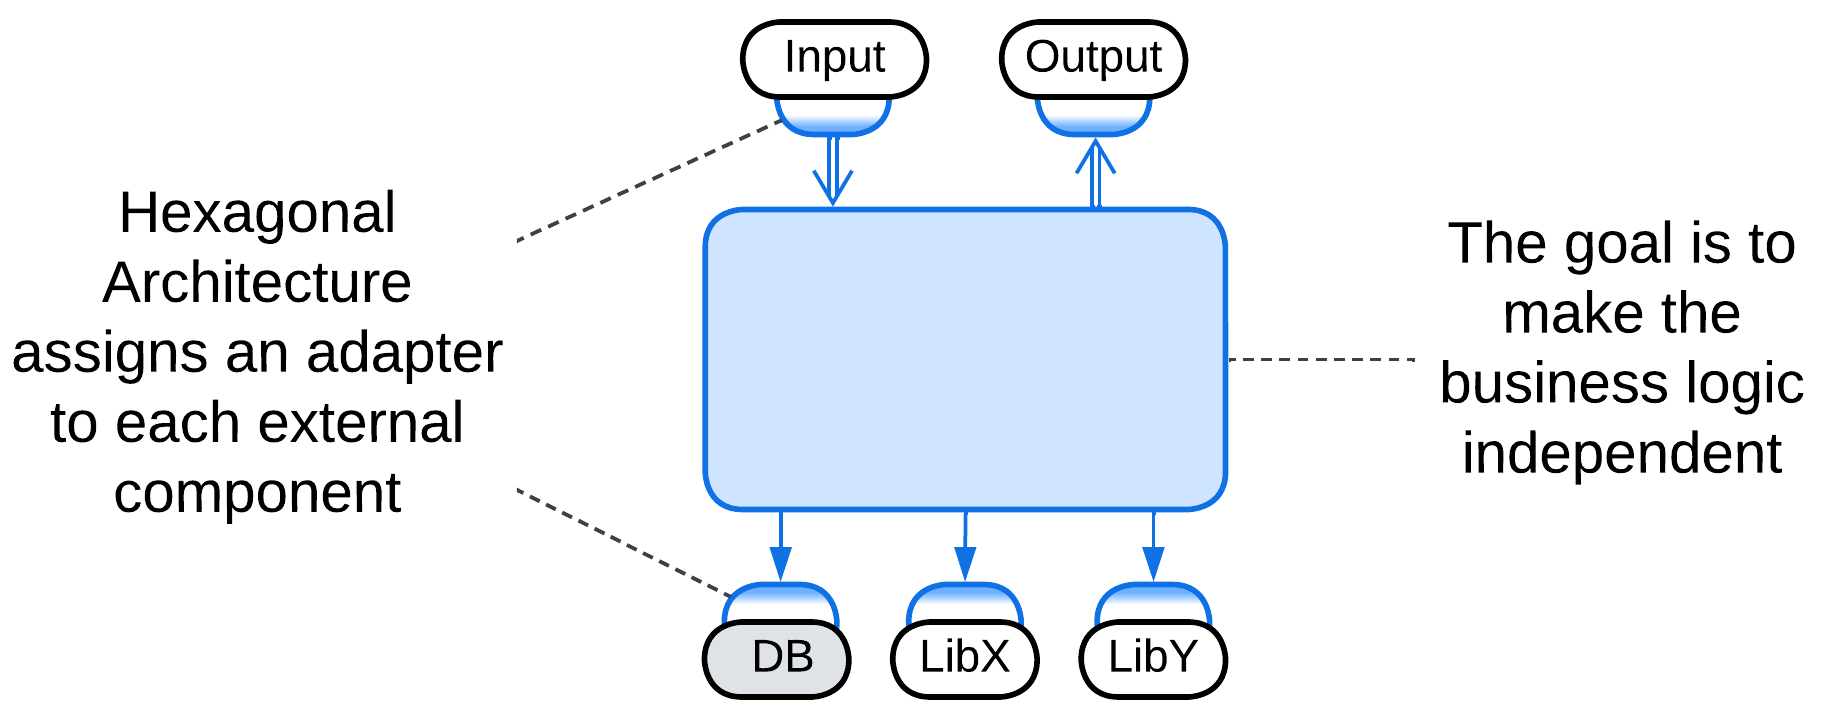 Input
Output
Hexagonal
Architecture
assigns an adapter
to each external
component
The goal is to
make the
business logic
independent
DB
LibX
LibY